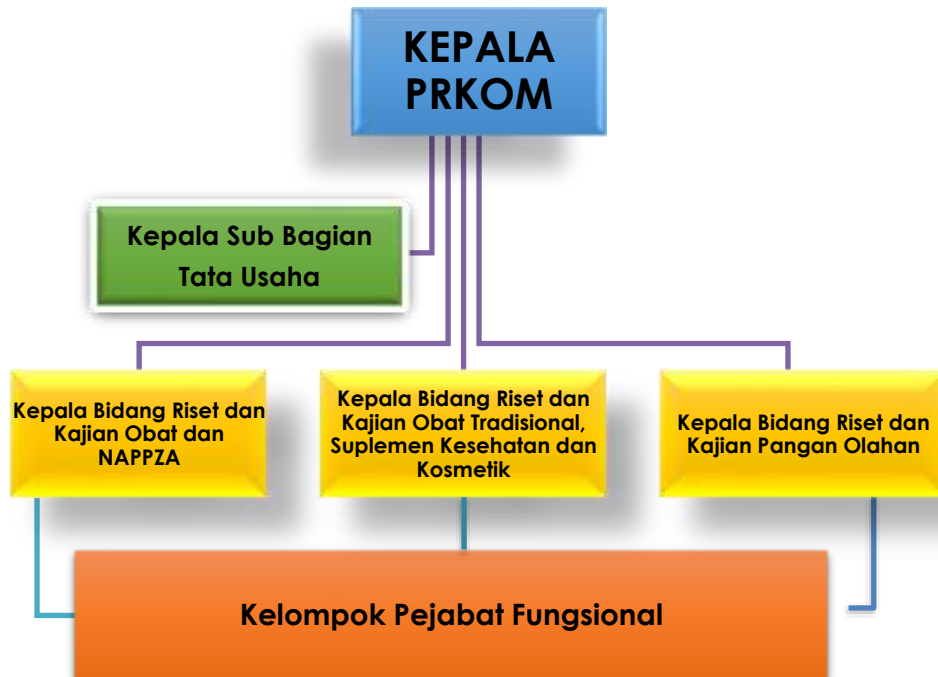 KEPALA
PRKOM
Kepala Sub Bagian
Tata Usaha
Kepala Bidang Riset dan
Kajian Obat dan
NAPPZA
Kepala Bidang Riset dan
Kajian Obat Tradisional,
Suplemen Kesehatan dan
Kosmetik
Kepala Bidang Riset dan
Kajian Pangan Olahan
Kelompok Pejabat Fungsional